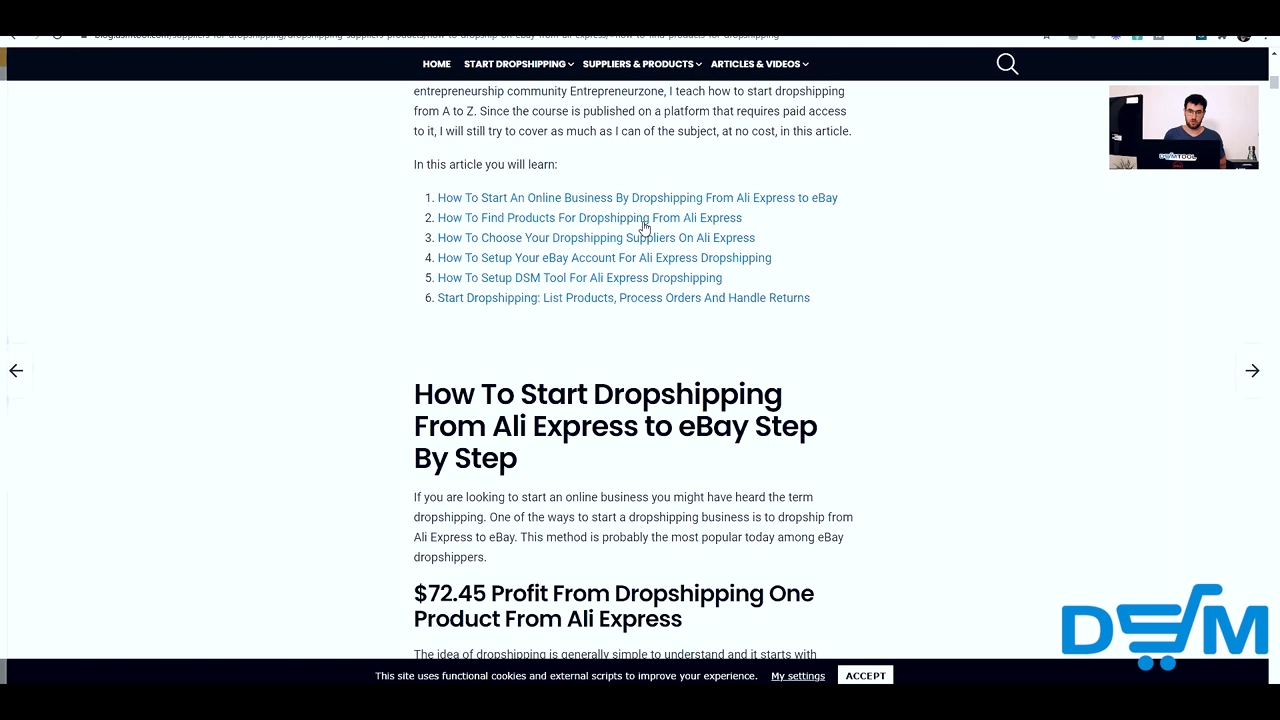 HOME START DROPSHIPPING SUPPLIERS & PRODUCTS ARTICLES & VIDEOS
entrepreneurship community Entrepreneurzone, I teach how to start dropshipping
from A to Z. Since the course is published on a platform that requires paid access
to it, I will still try to cover as much as I can of the subject, at no cost, in this article.
In this article you will learn:
1. How To Start An Online Business By Dropshipping From Ali Express to eBay
2. How To Find Products For Dropshipping From Ali Express
3. How To Choose Your Dropshipping Suppliers On Ali Express
4. How To Setup Your eBay Account For Ali Express Dropshipping
5. How To Setup DSM Tool For Ali Express Dropshipping
6. Start Dropshipping: List Products, Process Orders And Handle Returns
How To Start Dropshipping
From Ali Express to eBay Step
By Step
If you are looking to start an online business you might have heard the term
dropshipping. One of the ways to start a dropshipping business is to dropship from
Ali Express to eBay. This method is probably the most popular today among eBay
dropshippers.
$72.45 Profit From Dropshipping One
Product From Ali Express
The idea of dropshipping is generally simple to understand and it starts with
This site uses functional cookies and external scripts to improve your experience. My settings ACCEPT
DSM
DSMTOOL